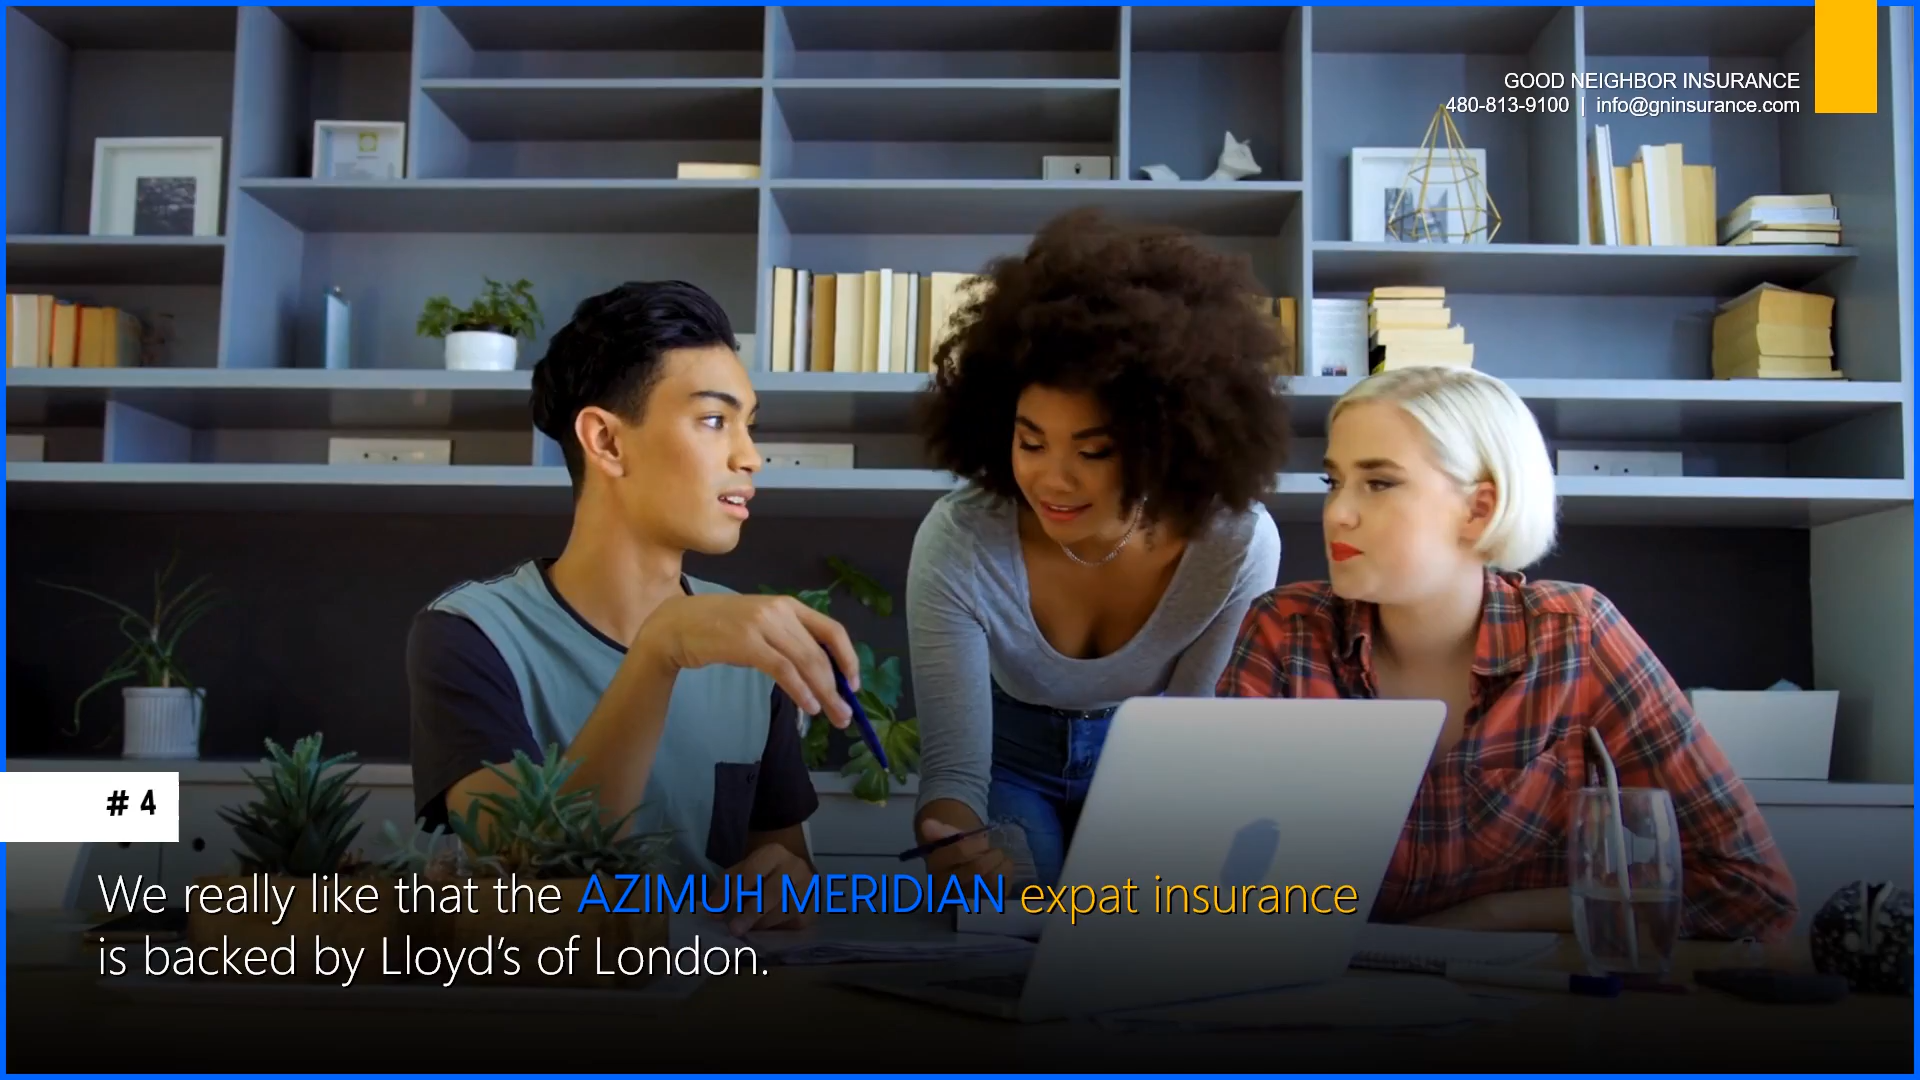 GOOD NEIGHBOR INSURANCE
480-813-9100 | info@gninsurance.com
# 4
We really like that the AZIMUH MERIDIAN expat insurance
is backed by Lloyd’s of London.